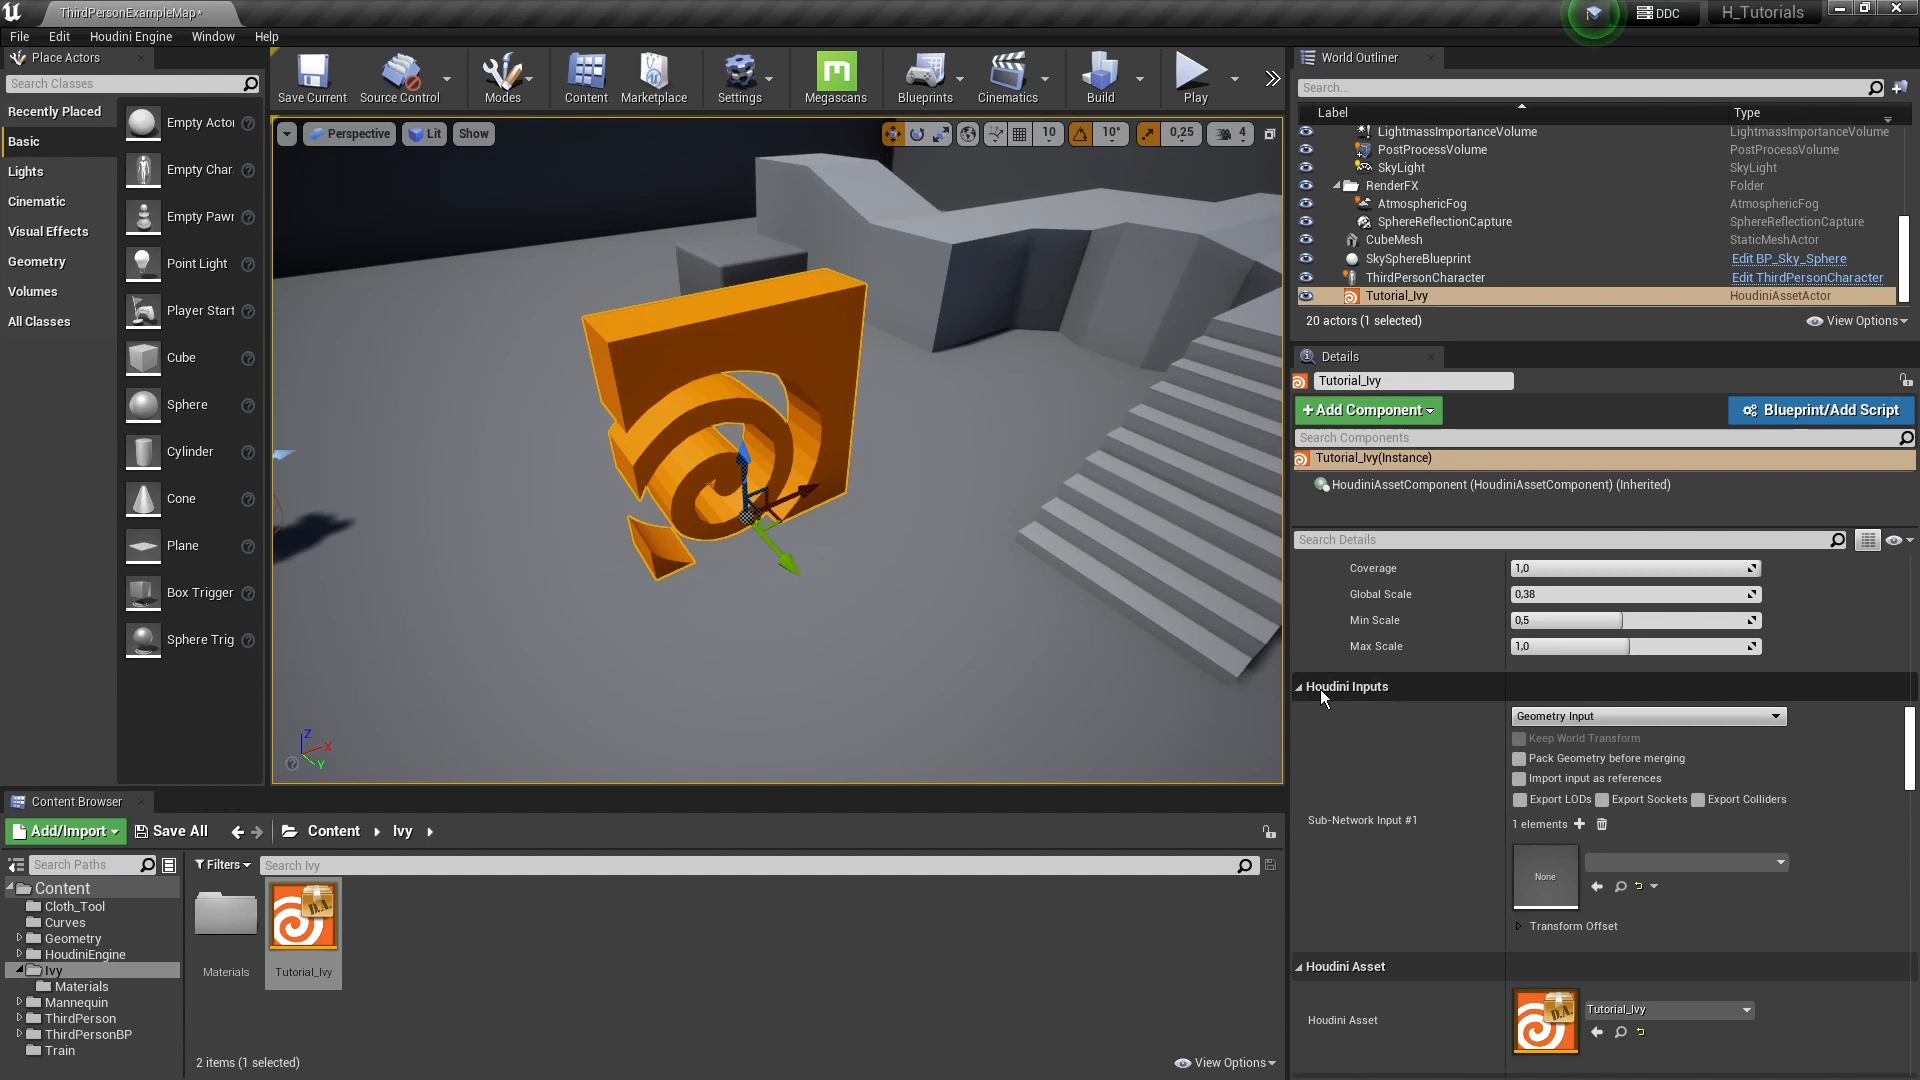 ThirdPersonExampleMap*
DDC
H_Tutorials
File
Edit
Houdini Engine
Window
Help
Place Actors
Search Classes
Recently Placed
Basic
Lights
Cinematic
Visual Effects
Geometry
Volumes
All Classes
Empty Actor
Empty Char
Empty Pawn
Point Light
Player Start
Cube
Sphere
Cylinder
Cone
Plane
Box Trigger
Sphere Trig
Save Current
Source Control
Modes
Content
Marketplace
Settings
Megascans
Blueprints
Cinematics
Build
Play
Perspective
Lit
Show
10
10°
0,25
4
Z
X
Y
World Outliner
Search...
Label
Type
LightmassImportanceVolume LightmassImportanceVolume
PostProcessVolume PostProcessVolume
SkyLight SkyLight
RenderFX Folder
AtmosphericFog AtmosphericFog
SphereReflectionCapture SphereReflectionCapture
CubeMesh StaticMeshActor
SkySphereBlueprint Edit BP_Sky_Sphere
ThirdPersonCharacter Edit ThirdPersonCharacter
Tutorial_Ivy HoudiniAssetActor
20 actors (1 selected)
View Options
Details
Tutorial_Ivy
+Add Component
Blueprint/Add Script
Search Components
Tutorial_Ivy(Instance)
HoudiniAssetComponent (HoudiniAssetComponent) (Inherited)
Search Details
Coverage 1,0
Global Scale 0,38
Min Scale 0,5
Max Scale 1,0
Houdini Inputs
Geometry Input
Keep World Transform
Pack Geometry before merging
Import input as references
Export LODs Export Sockets Export Colliders
Sub-Network Input #1
1 elements
None
Transform Offset
Houdini Asset
Houdini Asset
D.A.
Tutorial_Ivy
Content Browser
Add/Import
Save All
Content
Ivy
Search Paths
Filters
Search Ivy
Content
Cloth_Tool
Curves
Geometry
HoudiniEngine
Ivy
Materials
Mannequin
ThirdPerson
ThirdPersonBP
Train
D.A.
Materials
Tutorial_Ivy
2 items (1 selected)
View Options